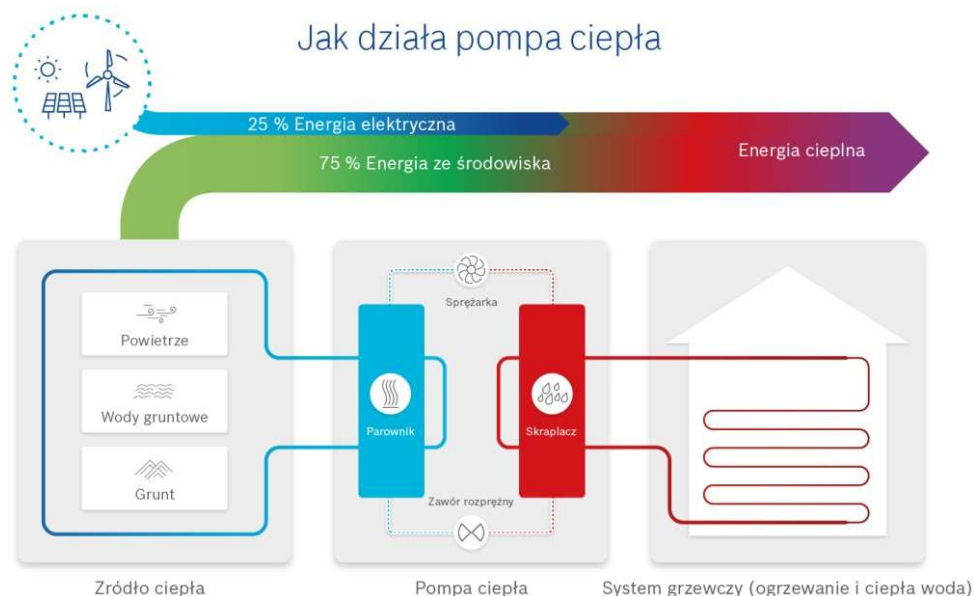 Jak działa pompa ciepła
25 % Energia elektryczna
75 % Energia ze środowiska
Energia cieplna
Powietrze
Wody gruntowe
Grunt
Sprężarka
Parownik
Skraplacz
Zawór rozprężny
Zródło ciepła
Pompa ciepła
System grzewczy (ogrzewanie i ciepła woda)